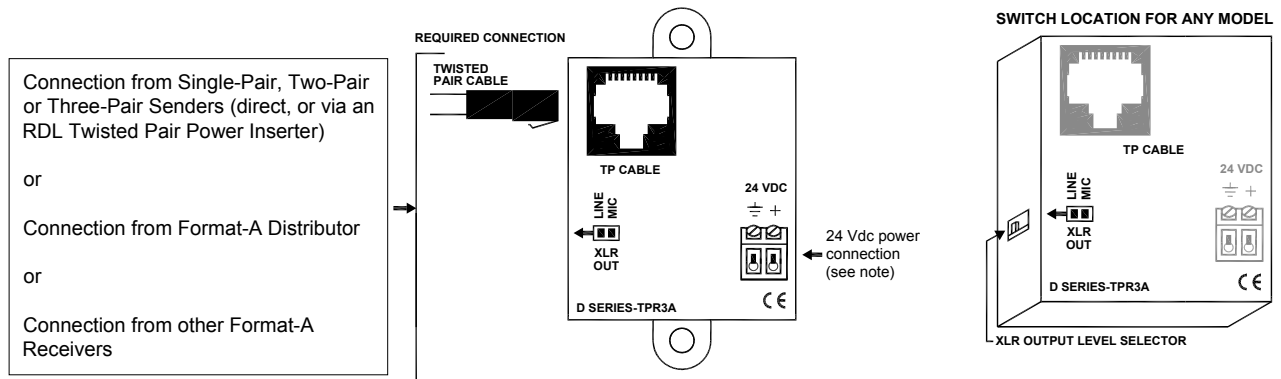 Connection from Single-Pair, Two-Pair
or Three-Pair Senders (direct, or via an
RDL Twisted Pair Power Inserter)
or
Connection from Format-A Distributor
or
Connection from other Format-A
Receivers
REQUIRED CONNECTION
TWISTED
PAIR CABLE
TP CABLE
LINE
MIC
XLR
OUT
24 VDC
+
D SERIES-TPR3A
CE
24 Vdc power
connection
(see note)
SWITCH LOCATION FOR ANY MODEL
TP CABLE
LINE
MIC
XLR
OUT
24 VDC
+
D SERIES-TPR3A
CE
XLR OUTPUT LEVEL SELECTOR